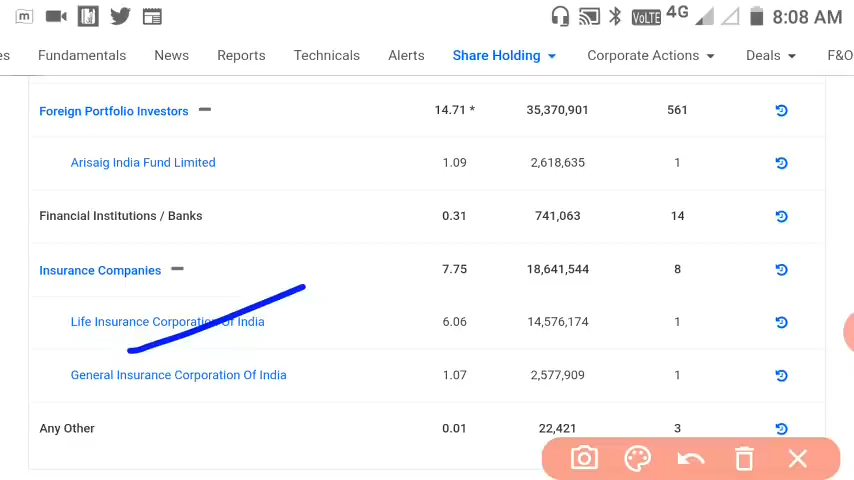 m VoLTE 4G 8:08 AM
es Fundamentals News Reports Technicals Alerts Share Holding Corporate Actions Deals F&O
Foreign Portfolio Investors 14.71 * 35,370,901 561
Arisaig India Fund Limited 1.09 2,618,635 1
Financial Institutions / Banks 0.31 741,063 14
Insurance Companies 7.75 18,641,544 8
Life Insurance Corporation Of India 6.06 14,576,174 1
General Insurance Corporation Of India 1.07 2,577,909 1
Any Other 0.01 22,421 3